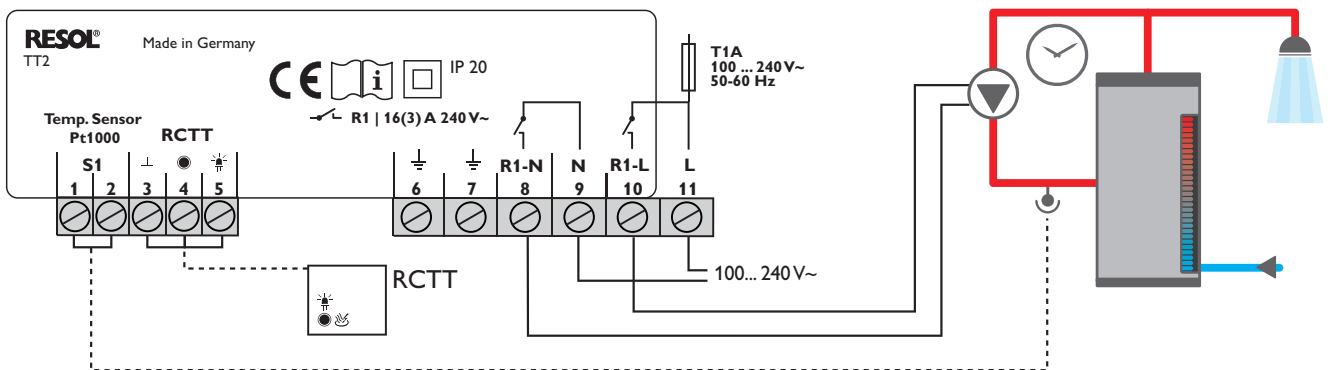 RESOL®
TT2
Made in Germany
CE
i
IP 20
R1 | 16(3) A 240 V~
T1A
100 ... 240 V~
50-60 Hz
Temp. Sensor
Pt1000
RCTT
S1
R1-N N R1-L L
1 2 3 4 5 6 7 8 9 10 11
RCTT
100... 240 V~